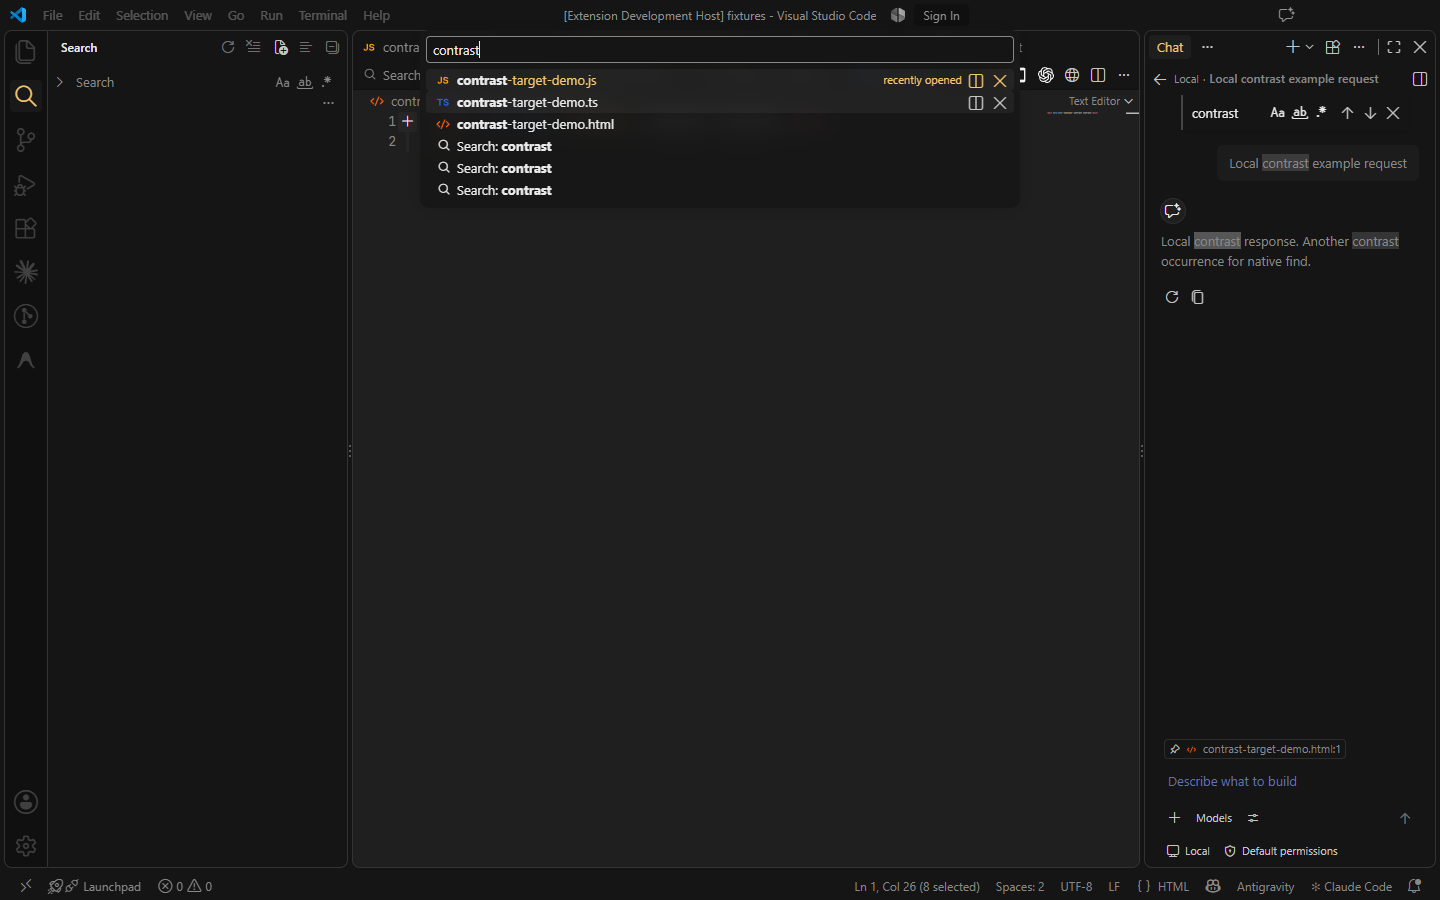 File Edit Selection View Go Run Terminal Help
[Extension Development Host] fixtures - Visual Studio Code
Sign In
Search
Search
Aa ab .*
JS contra
contrast
t
Search
JS contrast-target-demo.js recently opened
TS contrast-target-demo.ts
contrast-target-demo.html
Search: contrast
Search: contrast
Search: contrast
contr
Text Editor
1
2
Chat
Local · Local contrast example request
contrast Aa ab .*
Local contrast example request
Local contrast response. Another contrast
occurrence for native find.
contrast-target-demo.html:1
Describe what to build
Models
Local Default permissions
Launchpad 0 0
Ln 1, Col 26 (8 selected) Spaces: 2 UTF-8 LF {} HTML Antigravity Claude Code